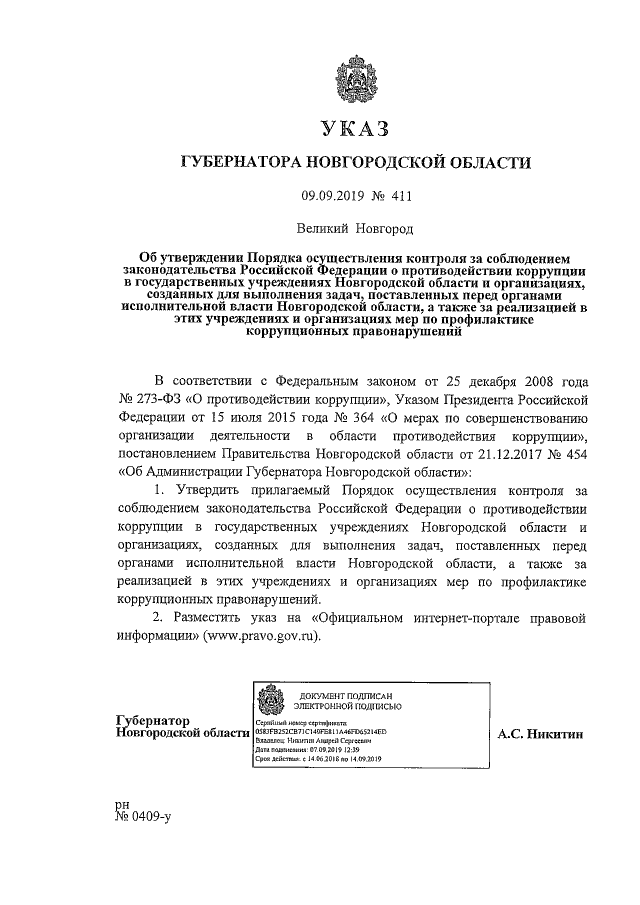 УКАЗ
ГУБЕРНАТОРА НОВГОРОДСКОЙ ОБЛАСТИ
09.09.2019 № 411
Великий Новгород
Об утверждении Порядка осуществления контроля за соблюдением
законодательства Российской Федерации о противодействии коррупции
в государственных учреждениях Новгородской области и организациях,
созданных для выполнения задач, поставленных перед органами
исполнительной власти Новгородской области, а также за реализацией в
этих учреждениях и организациях мер по профилактике
коррупционных правонарушений
В соответствии с Федеральным законом от 25 декабря 2008 года
№ 273-ФЗ «О противодействии коррупции», Указом Президента Российской
Федерации от 15 июля 2015 года № 364 «О мерах по совершенствованию
организации деятельности в области противодействия коррупции»,
постановлением Правительства Новгородской области от 21.12.2017 № 454
«Об Администрации Губернатора Новгородской области»:
1. Утвердить прилагаемый Порядок осуществления контроля за
соблюдением законодательства Российской Федерации о противодействии
коррупции в государственных учреждениях Новгородской области и
организациях, созданных для выполнения задач, поставленных перед
органами исполнительной власти Новгородской области, а также за
реализацией в этих учреждениях и организациях мер по профилактике
коррупционных правонарушений.
2. Разместить указ на «Официальном интернет-портале правовой
информации» (www.pravo.gov.ru).
ДОКУМЕНТ ПОДПИСАН
ЭЛЕКТРОННОЙ ПОДПИСЬЮ
Серийный номер сертификата:
0583FB252CB71C149FE811A46FD65214ED
Владелец: Никитин Андрей Сергеевич
Дата подписания: 07.09.2019 12:39
Срок действия: с 14.06.2018 по 14.09.2019
Губернатор
Новгородской области
А.С. Никитин
рн
№ 0409-у